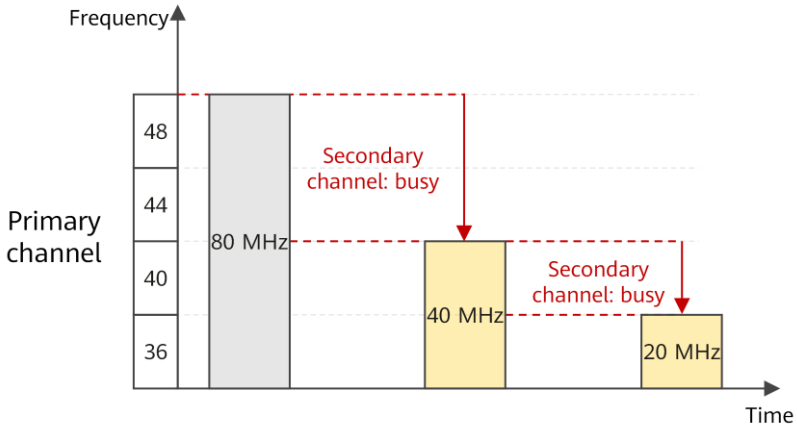 Frequency
48
44
40
36
Primary
channel
80 MHz
Secondary
channel: busy
40 MHz
Secondary
channel: busy
20 MHz
Time